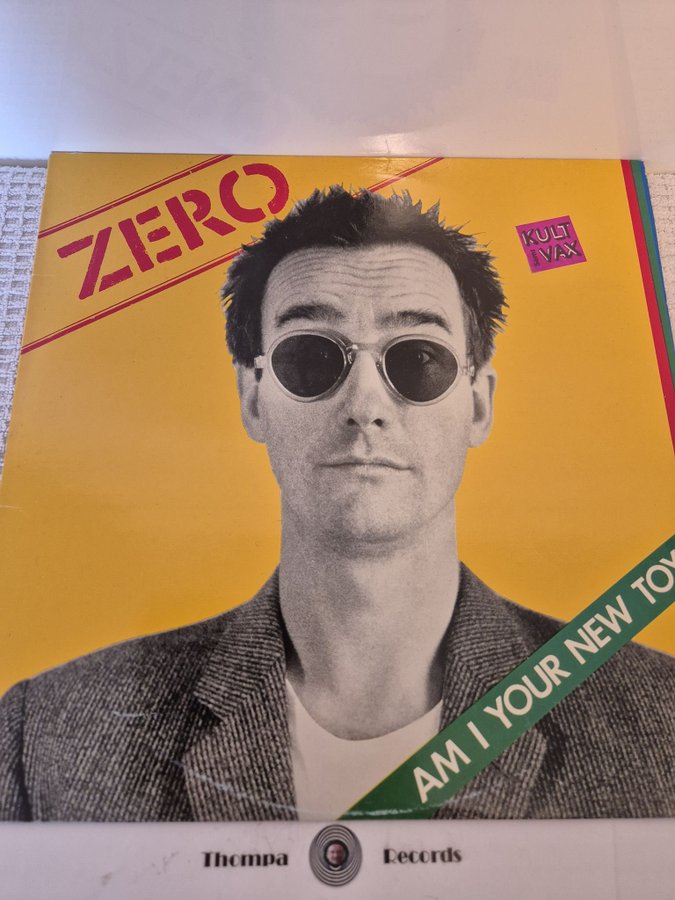 ZERO
KULT
VAX
AM I YOUR NEW TOY
Thompa Records